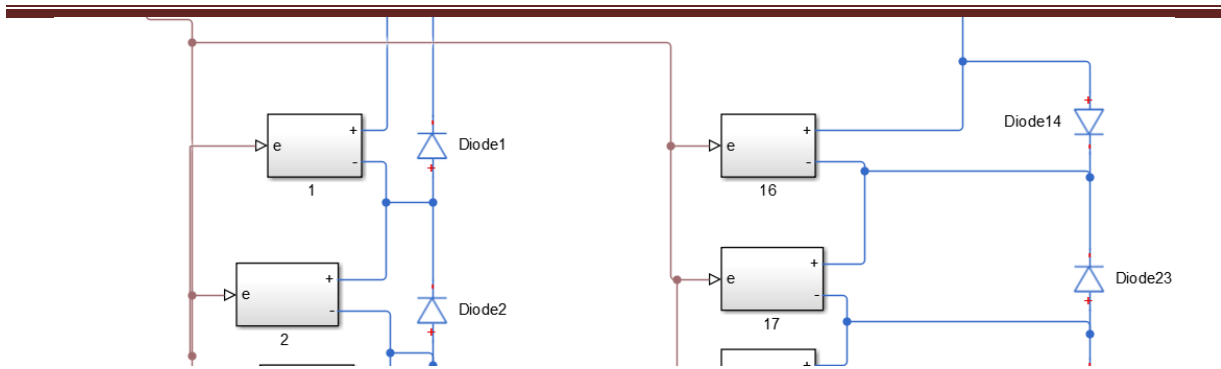 +
e
-
1
Diode1
+
-
+
e
-
2
Diode2
+
-
+
e
-
16
Diode14
+
-
+
e
-
17
Diode23
-
+
+